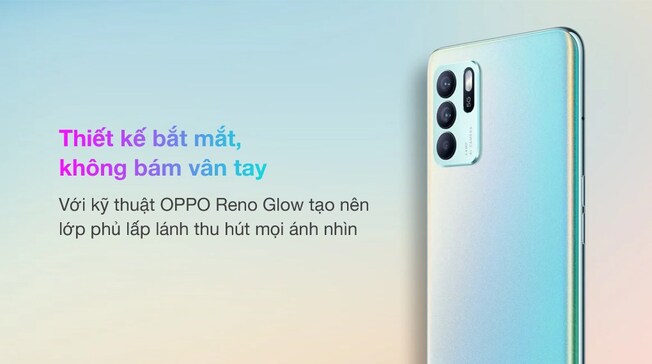 Thiết kế bắt mắt,
không bám vân tay
Với kỹ thuật OPPO Reno Glow tạo nên
lớp phủ lấp lánh thu hút mọi ánh nhìn
5G